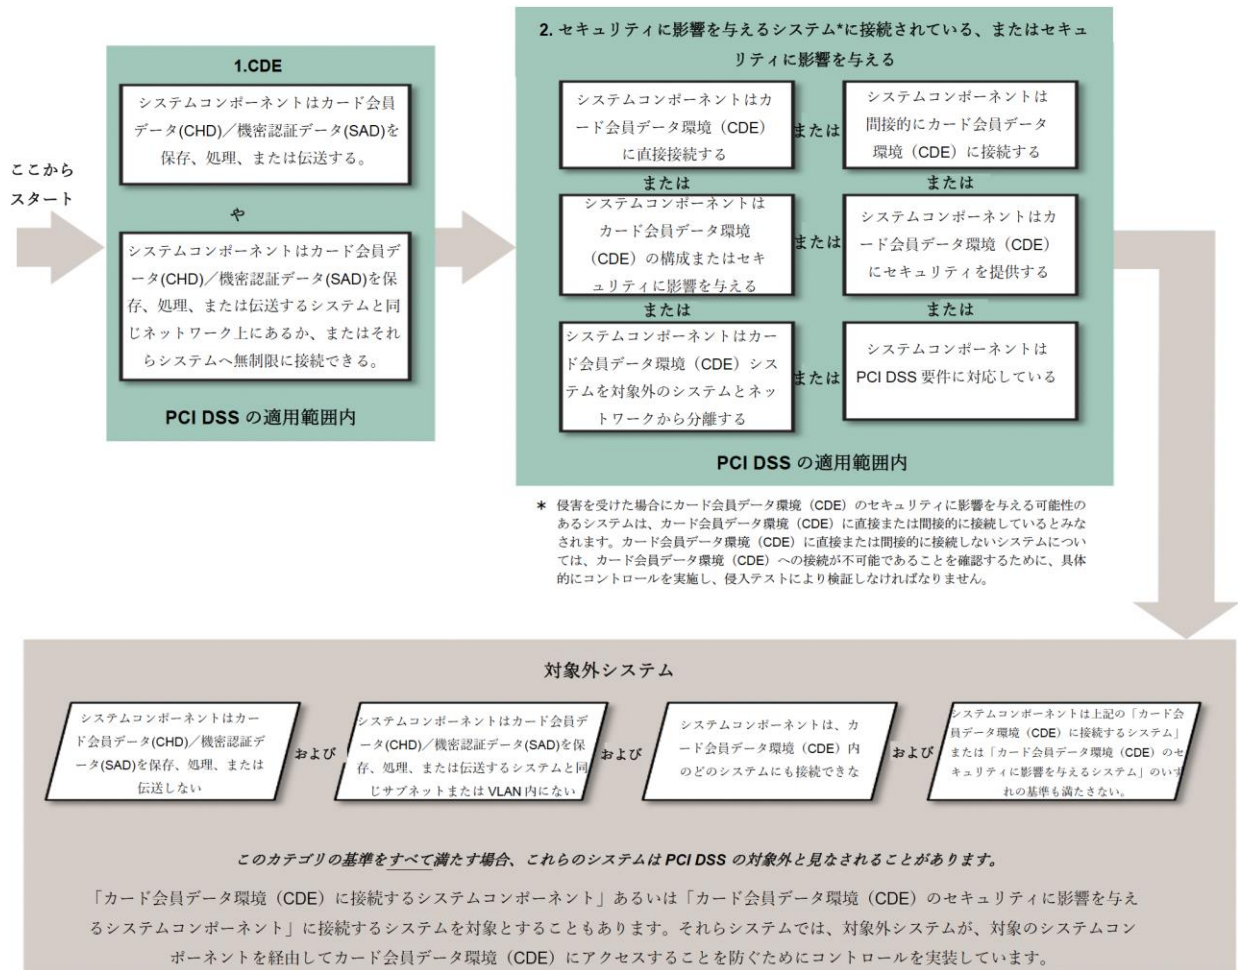 ここから
スタート
1.CDE
システムコンポーネントはカード会員
データ(CHD)／機密認証データ(SAD)を
保存、処理、または伝送する。
や
システムコンポーネントはカード会員デ
ータ(CHD)／機密認証データ(SAD)を保
存、処理、または伝送するシステムと同
じネットワーク上にあるか、またはそれ
らシステムへ無制限に接続できる。
PCI DSS の適用範囲内
2. セキュリティに影響を与えるシステム*に接続されている、またはセキュ
リティに影響を与える
システムコンポーネントはカ
ード会員データ環境（CDE）
に直接接続する
または
システムコンポーネントは
間接的にカード会員データ
環境（CDE）に接続する
または
または
システムコンポーネントは
カード会員データ環境
（CDE）の構成またはセキ
ュリティに影響を与える
または
システムコンポーネントはカ
ード会員データ環境（CDE）
にセキュリティを提供する
または
または
システムコンポーネントはカー
ド会員データ環境（CDE）シス
テムを対象外のシステムとネッ
トワークから分離する
または
システムコンポーネントは
PCI DSS 要件に対応している
PCI DSS の適用範囲内
* 侵害を受けた場合にカード会員データ環境（CDE）のセキュリティに影響を与える可能性の
あるシステムは、カード会員データ環境（CDE）に直接または間接的に接続しているとみな
されます。カード会員データ環境（CDE）に直接または間接的に接続しないシステムについ
ては、カード会員データ環境（CDE）への接続が不可能であることを確認するために、具体
的にコントロールを実施し、侵入テストにより検証しなければなりません。
対象外システム
システムコンポーネントはカー
ド会員データ(CHD)／機密認証デ
ータ(SAD)を保存、処理、または
伝送しない
および
システムコンポーネントはカード会員デ
ータ(CHD)／機密認証データ(SAD)を保
存、処理、または伝送するシステムと同
じサブネットまたは VLAN 内にない
および
システムコンポーネントは、カ
ード会員データ環境（CDE）内
のどのシステムにも接続できな
および
システムコンポーネントは上記の「カード会
員データ環境（CDE）に接続するシステム」
または「カード会員データ環境（CDE）のセ
キュリティに影響を与えるシステム」のいず
れの基準も満たさない。
このカテゴリの基準をすべて満たす場合、これらのシステムは PCI DSS の対象外と見なされることがあります。
「カード会員データ環境（CDE）に接続するシステムコンポーネント」あるいは「カード会員データ環境（CDE）のセキュリティに影響を与え
るシステムコンポーネント」に接続するシステムを対象とすることもあります。それらシステムでは、対象外システムが、対象のシステムコン
ポーネントを経由してカード会員データ環境（CDE）にアクセスすることを防ぐためにコントロールを実装しています。